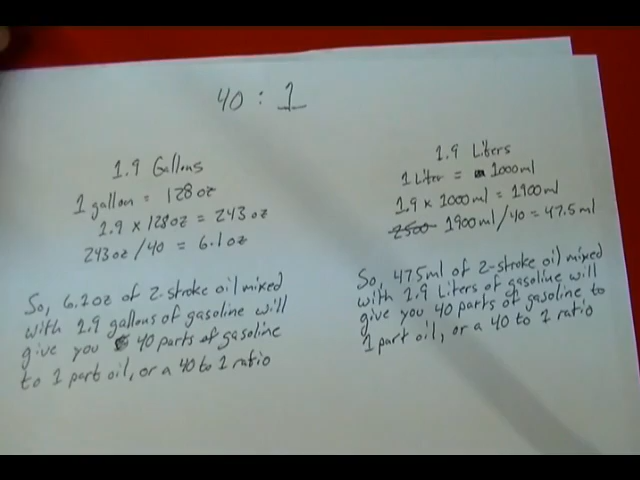 40 : 1
1.9 Gallons
1 gallon = 128oz
1.9 x 128oz = 243oz
243oz / 40 = 6.1oz
So, 6.1oz of 2-stroke oil mixed
with 1.9 gallons of gasoline will
give you 40 parts of gasoline
to 1 part oil, or a 40 to 1 ratio
1.9 Liters
1 Liter = 1000ml
1.9 x 1000ml = 1900ml
2500 1900ml/40 = 47.5ml
So, 47.5ml of 2-stroke oil mixed
with 1.9 Liters of gasoline will
give you 40 parts of gasoline to
1 part oil, or a 40 to 1 ratio